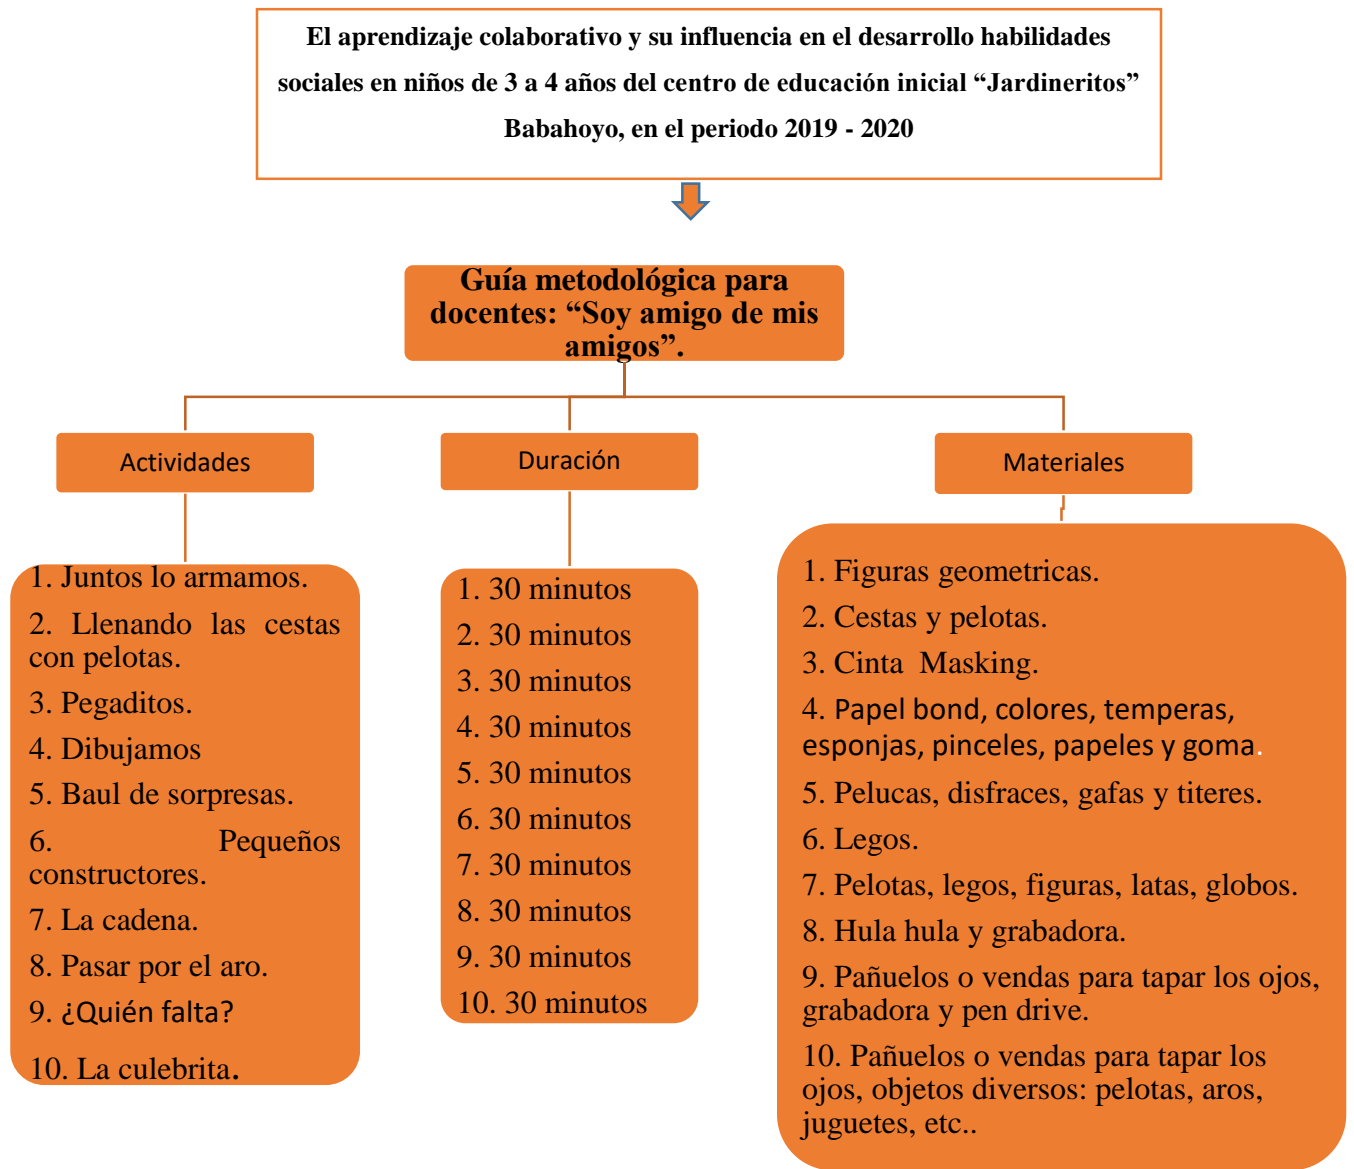 El aprendizaje colaborativo y su influencia en el desarrollo habilidades
sociales en niños de 3 a 4 años del centro de educación inicial “Jardineritos”
Babahoyo, en el periodo 2019 - 2020
Guía metodológica para
docentes: “Soy amigo de mis
amigos”.
Actividades
1. Juntos lo armamos.
2. Llenando las cestas
con pelotas.
3. Pegaditos.
4. Dibujamos
5. Baul de sorpresas.
6. Pequeños
constructores.
7. La cadena.
8. Pasar por el aro.
9. ¿Quién falta?
10. La culebrita.
Duración
1. 30 minutos
2. 30 minutos
3. 30 minutos
4. 30 minutos
5. 30 minutos
6. 30 minutos
7. 30 minutos
8. 30 minutos
9. 30 minutos
10. 30 minutos
Materiales
1. Figuras geometricas.
2. Cestas y pelotas.
3. Cinta Masking.
4. Papel bond, colores, temperas,
esponjas, pinceles, papeles y goma.
5. Pelucas, disfraces, gafas y titeres.
6. Legos.
7. Pelotas, legos, figuras, latas, globos.
8. Hula hula y grabadora.
9. Pañuelos o vendas para tapar los ojos,
grabadora y pen drive.
10. Pañuelos o vendas para tapar los
ojos, objetos diversos: pelotas, aros,
juguetes, etc..